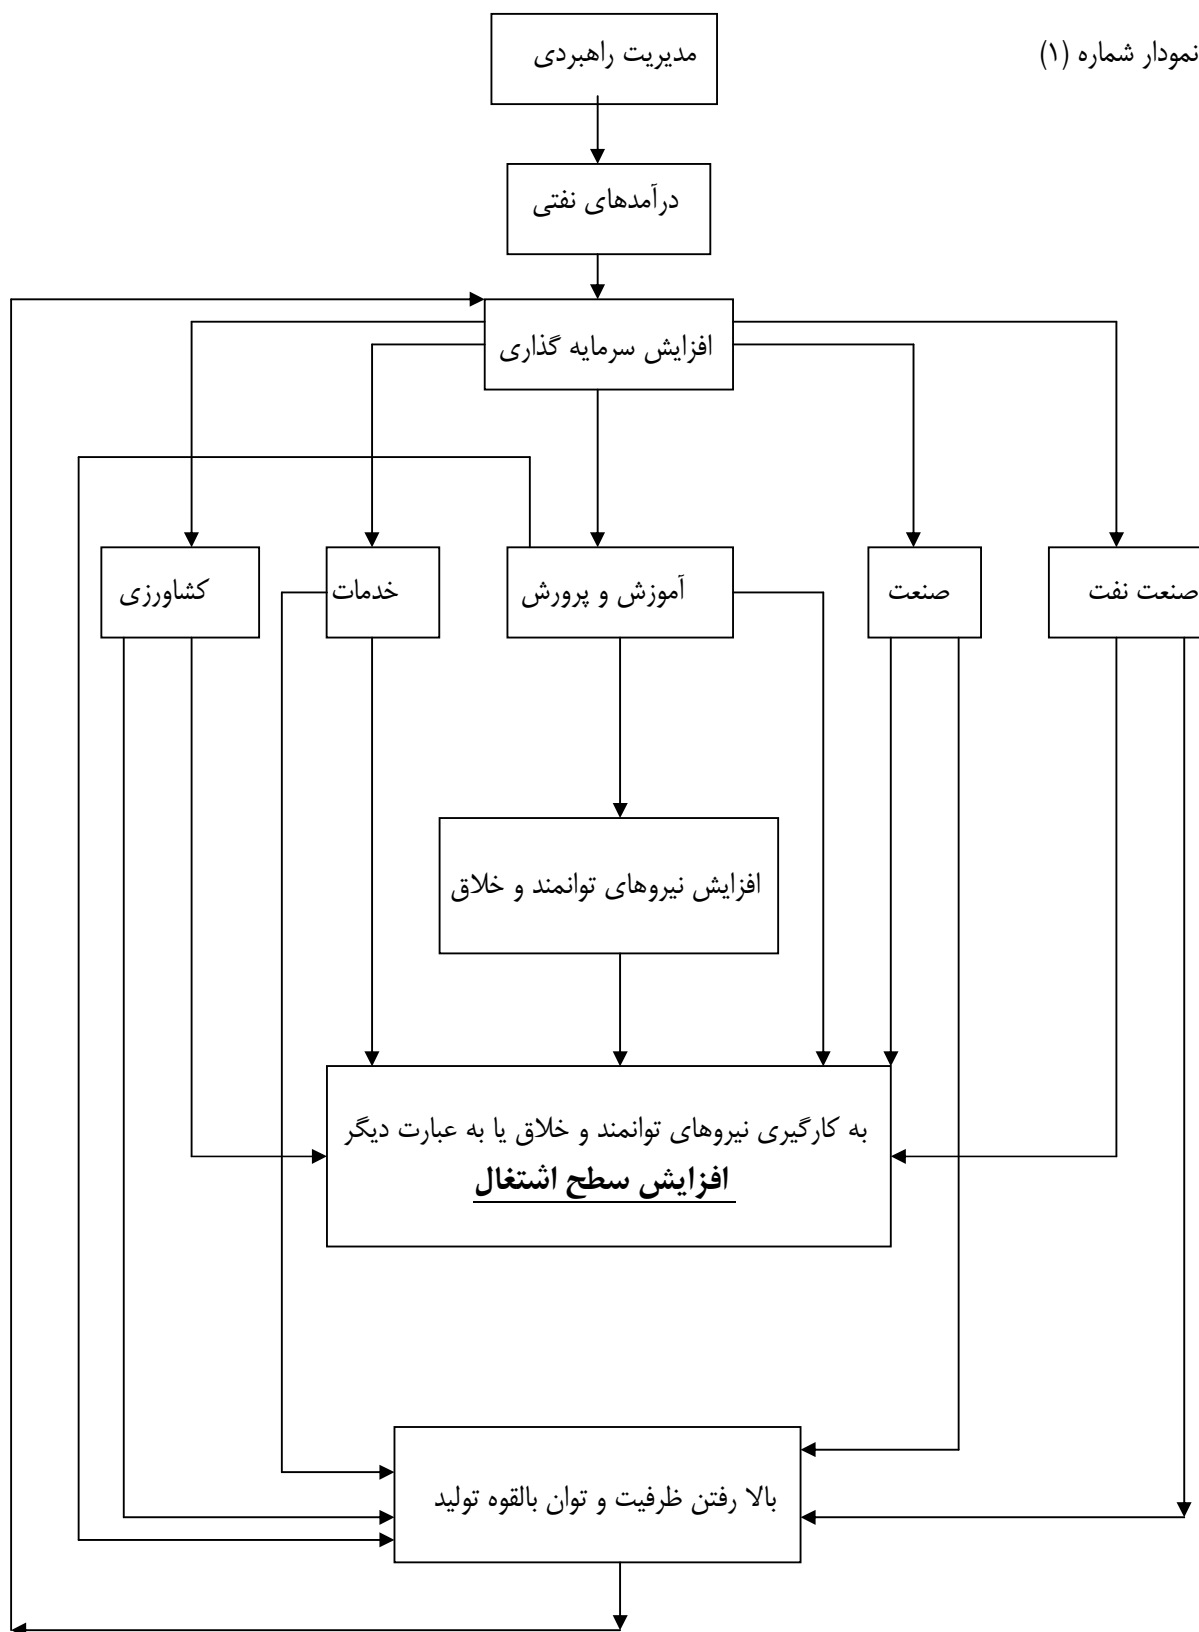 نمودار شماره (۱)
مدیریت راهبردی
درآمدهای نفتی
افزایش سرمایه گذاری
صنعت نفت
صنعت
آموزش و پرورش
خدمات
کشاورزی
افزایش نیروهای توانمند و خلاق
به کارگیری نیروهای توانمند و خلاق یا به عبارت دیگر
افزایش سطح اشتغال
بالا رفتن ظرفیت و توان بالقوه تولید